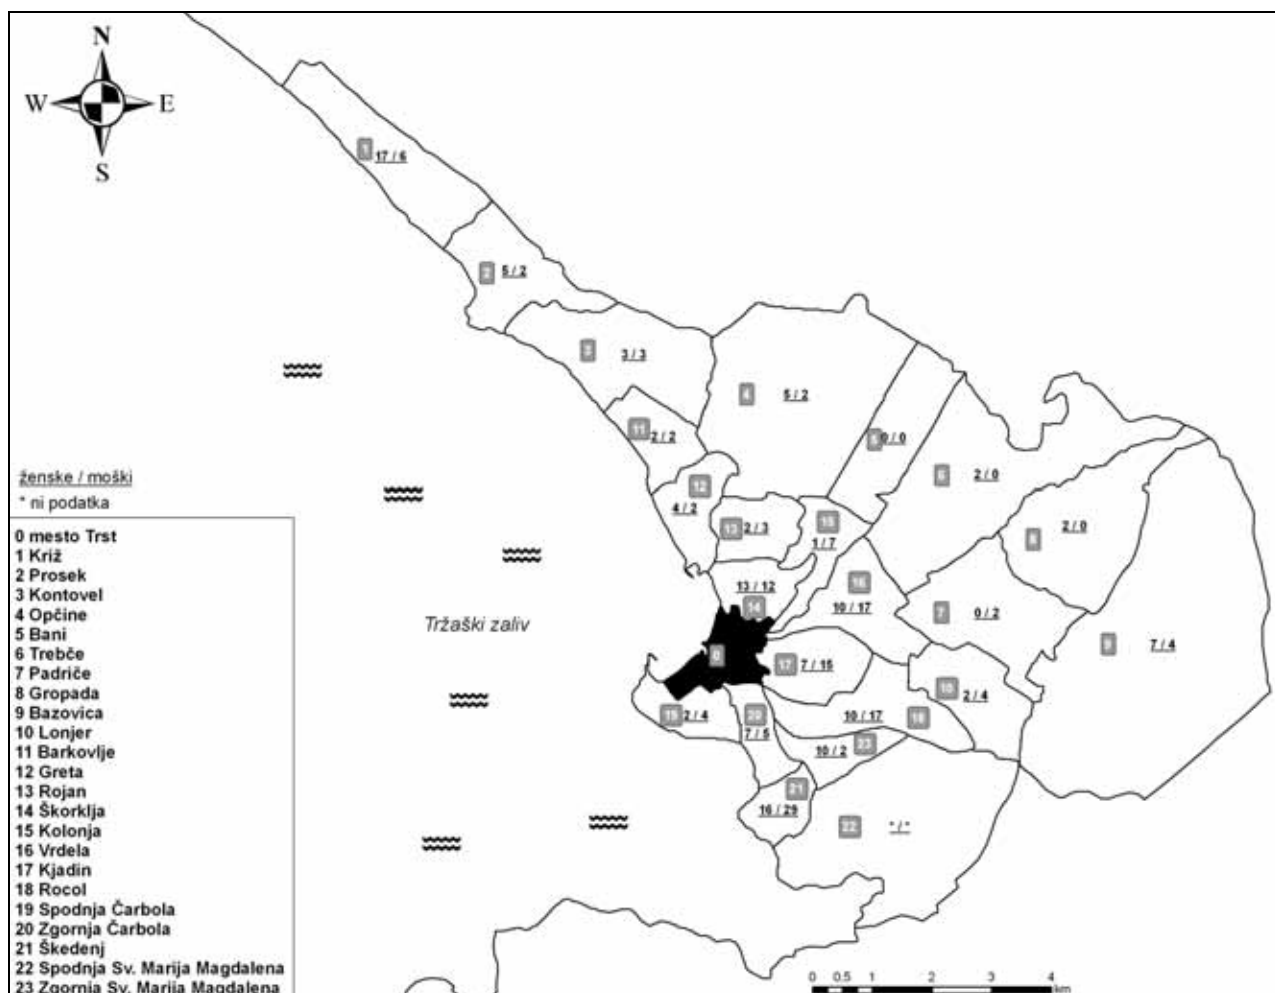 N
W E
S
1
17 / 6
2 5 / 2
3 3 / 3
4 5 / 2
11 2 / 2
5 0 / 0
6 2 / 0
ženske / moški
* ni podatka
12
4 / 2
13 2 / 3
15
1 / 7
8
2 / 0
0 mesto Trst
1 Križ
2 Prosek
3 Kontovel
4 Opčine
5 Bani
6 Trebče
7 Padriče
8 Gropada
9 Bazovica
10 Lonjer
11 Barkovlje
12 Greta
13 Rojan
14 Škorklja
15 Kolonja
16 Vrdela
17 Kjadin
18 Rocol
19 Spodnja Čarbola
20 Zgornja Čarbola
21 Škedenj
22 Spodnja Sv. Marija Magdalena
23 Zgornja Sv. Marija Magdalena
13 / 12
14
16
10 / 17
7 0 / 2
Tržaški zaliv
0
17 7 / 15
9 7 / 4
10
2 / 4
19 2 / 4
20
7 / 5
10 / 17 18
10 / 2 23
21
16 / 29
22 * / *
0 0.5 1 2 3 4
km